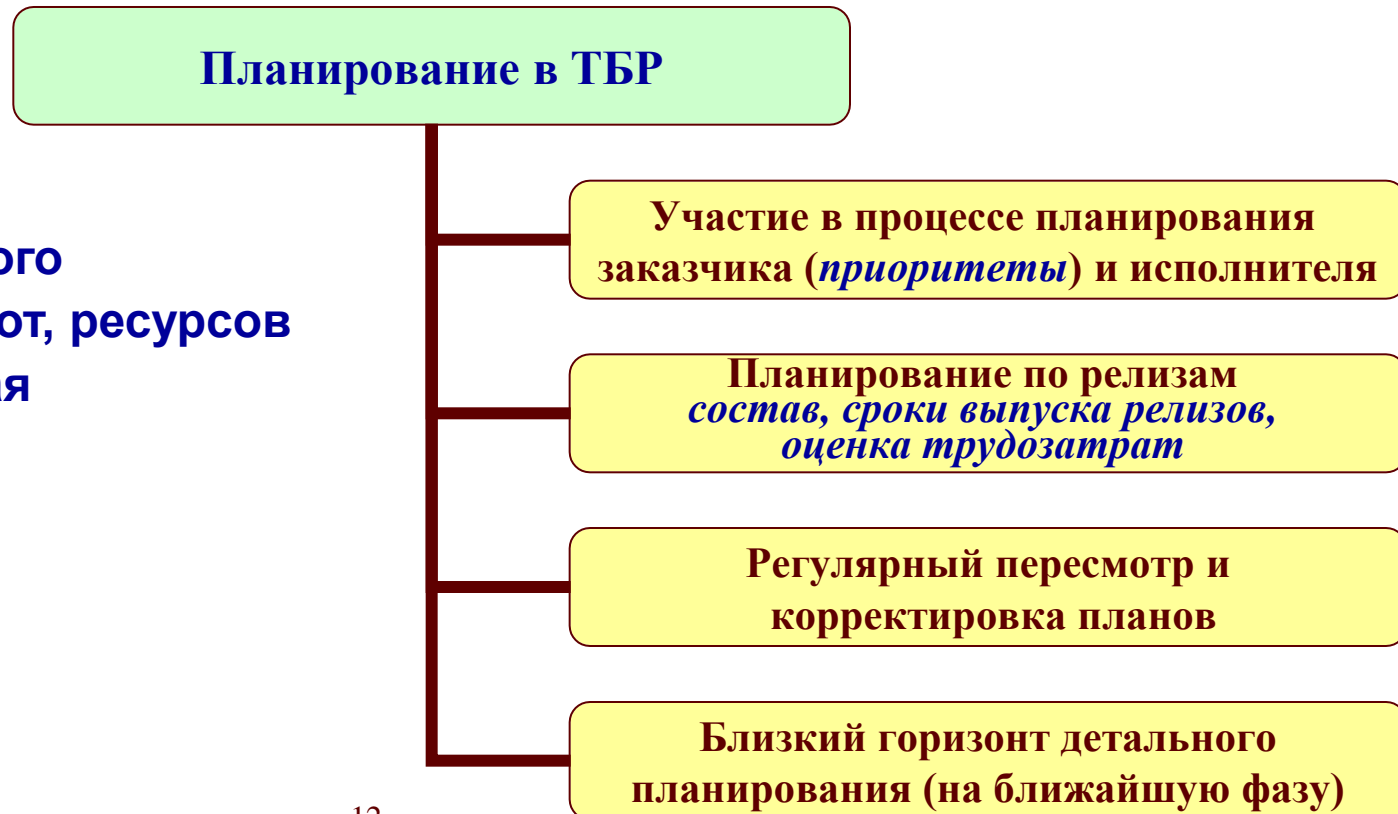 Планирование в ТБР
ого
от, ресурсов
ая
Участие в процессе планирования
заказчика (приоритеты) и исполнителя
Планирование по релизам
состав, сроки выпуска релизов,
оценка трудозатрат
Регулярный пересмотр и
корректировка планов
Близкий горизонт детального
планирования (на ближайшую фазу)